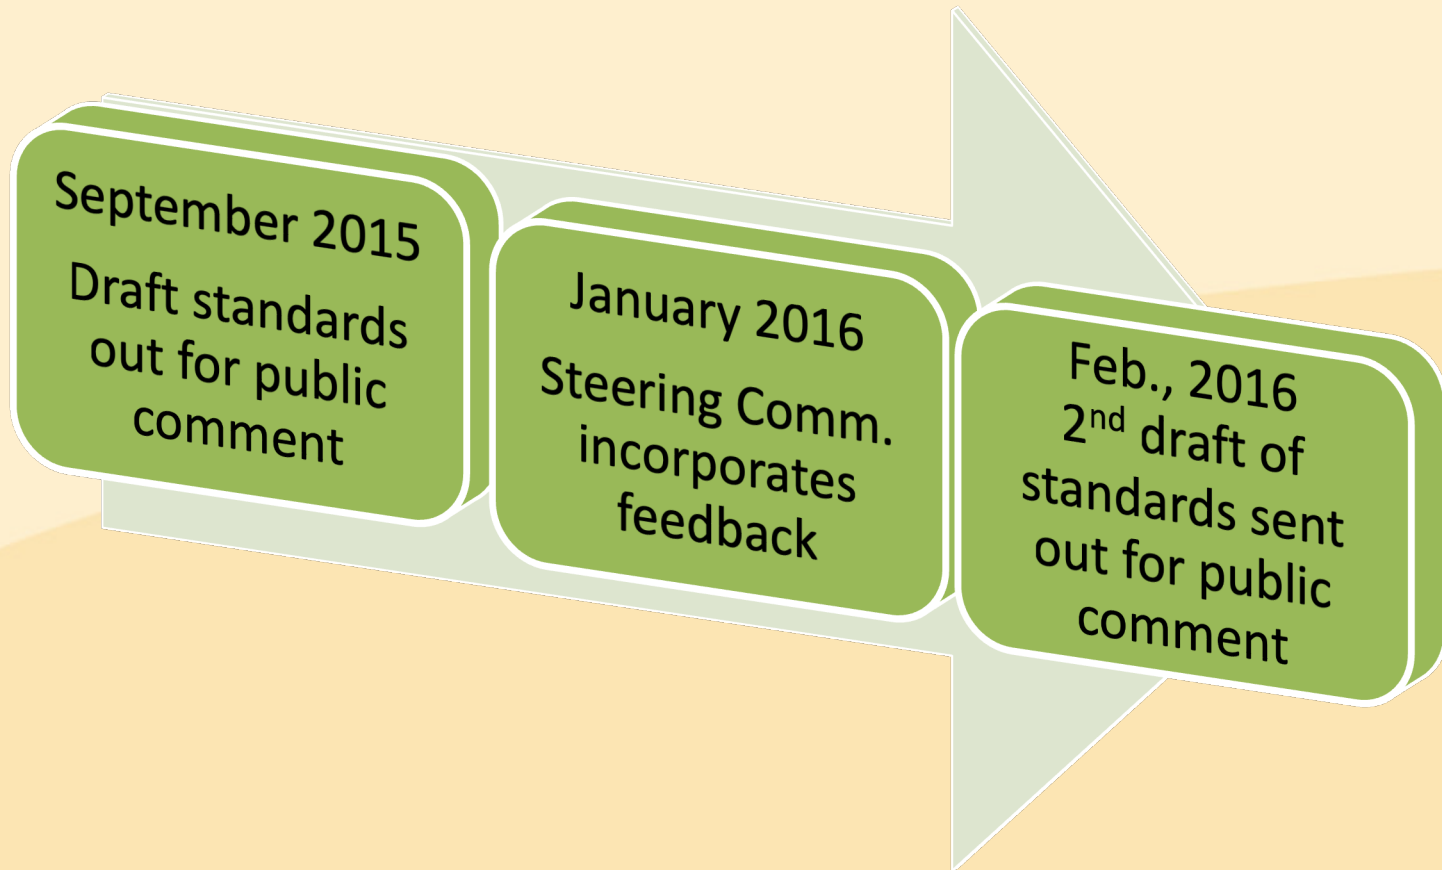 September 2015
Draft standards
out for public
comment
January 2016
Steering Comm.
incorporates
feedback
Feb., 2016
2nd draft of
standards sent
out for public
comment